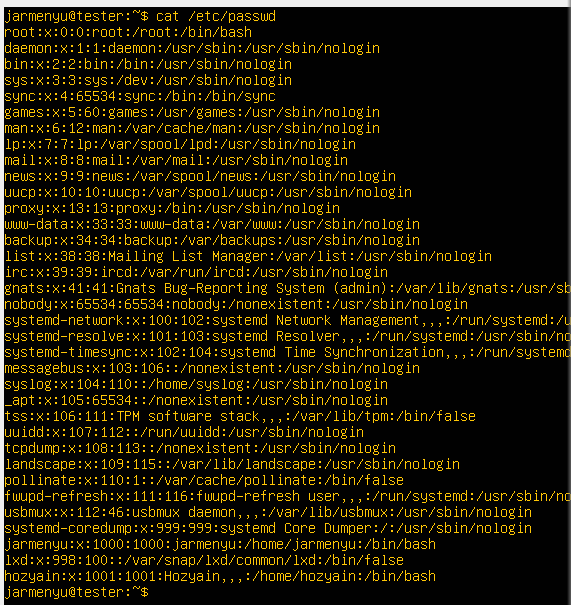 jarmenyu@tester:~$ cat /etc/passwd
root:x:0:0:root:/root:/bin/bash
daemon:x:1:1:daemon:/usr/sbin:/usr/sbin/nologin
bin:x:2:2:bin:/bin:/usr/sbin/nologin
sys:x:3:3:sys:/dev:/usr/sbin/nologin
sync:x:4:65534:sync:/bin:/bin/sync
games:x:5:60:games:/usr/games:/usr/sbin/nologin
man:x:6:12:man:/var/cache/man:/usr/sbin/nologin
lp:x:7:7:lp:/var/spool/lpd:/usr/sbin/nologin
mail:x:8:8:mail:/var/mail:/usr/sbin/nologin
news:x:9:9:news:/var/spool/news:/usr/sbin/nologin
uucp:x:10:10:uucp:/var/spool/uucp:/usr/sbin/nologin
proxy:x:13:13:proxy:/bin:/usr/sbin/nologin
www-data:x:33:33:www-data:/var/www:/usr/sbin/nologin
backup:x:34:34:backup:/var/backups:/usr/sbin/nologin
list:x:38:38:Mailing List Manager:/var/list:/usr/sbin/nologin
irc:x:39:39:ircd:/var/run/ircd:/usr/sbin/nologin
gnats:x:41:41:Gnats Bug-Reporting System (admin):/var/lib/gnats:/usr/sb
nobody:x:65534:65534:nobody:/nonexistent:/usr/sbin/nologin
systemd-network:x:100:102:systemd Network Management,,,:/run/systemd:/u
systemd-resolve:x:101:103:systemd Resolver,,,:/run/systemd:/usr/sbin/no
systemd-timesync:x:102:104:systemd Time Synchronization,,,:/run/systemd
messagebus:x:103:106::/nonexistent:/usr/sbin/nologin
syslog:x:104:110::/home/syslog:/usr/sbin/nologin
_apt:x:105:65534::/nonexistent:/usr/sbin/nologin
tss:x:106:111:TPM software stack,,,:/var/lib/tpm:/bin/false
uuidd:x:107:112::/run/uuidd:/usr/sbin/nologin
tcpdump:x:108:113::/nonexistent:/usr/sbin/nologin
landscape:x:109:115::/var/lib/landscape:/usr/sbin/nologin
pollinate:x:110:1::/var/cache/pollinate:/bin/false
fwupd-refresh:x:111:116:fwupd-refresh user,,,:/run/systemd:/usr/sbin/no
usbmux:x:112:46:usbmux daemon,,,:/var/lib/usbmux:/usr/sbin/nologin
systemd-coredump:x:999:999:systemd Core Dumper:/:/usr/sbin/nologin
jarmenyu:x:1000:1000:jarmenyu:/home/jarmenyu:/bin/bash
lxd:x:998:100::/var/snap/lxd/common/lxd:/bin/false
hozyain:x:1001:1001:Hozyain,,,:/home/hozyain:/bin/bash
jarmenyu@tester:~$